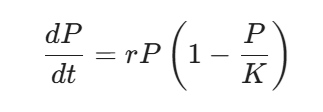 dP/dt = rP(1 − P/K)